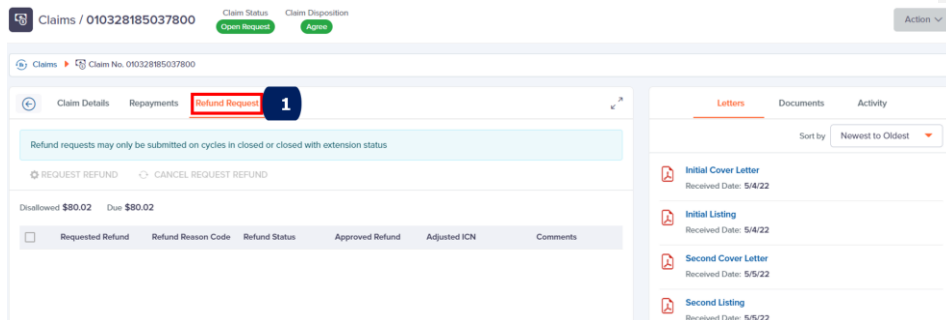 Claims / 010328185037800
Claim Status
Open Request
Claim Disposition
Agree
Action
Claims
Claim No. 010328185037800
Claim Details
Repayments
Refund Request
1
Refund requests may only be submitted on cycles in closed or closed with extension status
REQUEST REFUND
CANCEL REQUEST REFUND
Disallowed $80.02 Due $80.02
Requested Refund
Refund Reason Code
Refund Status
Approved Refund
Adjusted ICN
Comments
Letters
Documents
Activity
Sort by Newest to Oldest
Initial Cover Letter
Received Date: 5/4/22
Initial Listing
Received Date: 5/4/22
Second Cover Letter
Received Date: 5/5/22
Second Listing
Received Date: 5/5/22